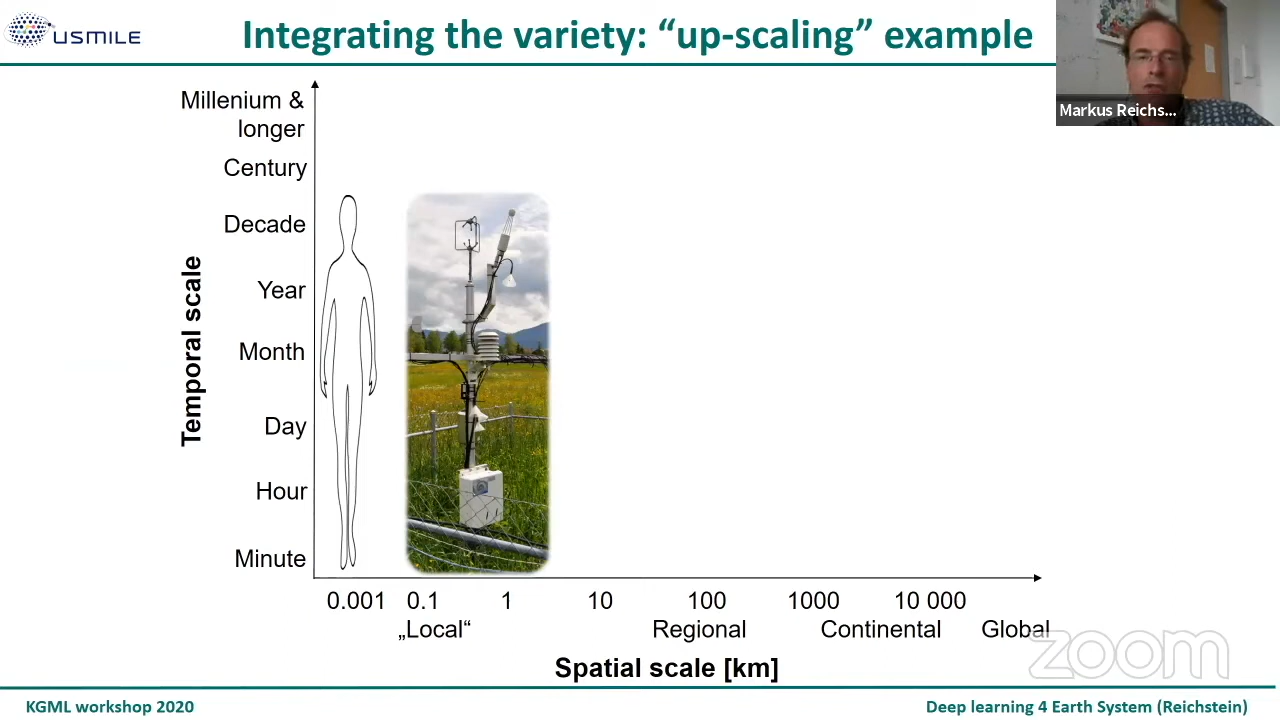 USMILE
Integrating the variety: “up-scaling” example
Markus Reichs...
Millenium &
longer
Century
Decade
Year
Month
Day
Hour
Minute
Temporal scale
0.001 0.1 1 10 100 1000 10 000
„Local“ Regional Continental Global
Spatial scale [km]
zoom
KGML workshop 2020
Deep learning 4 Earth System (Reichstein)